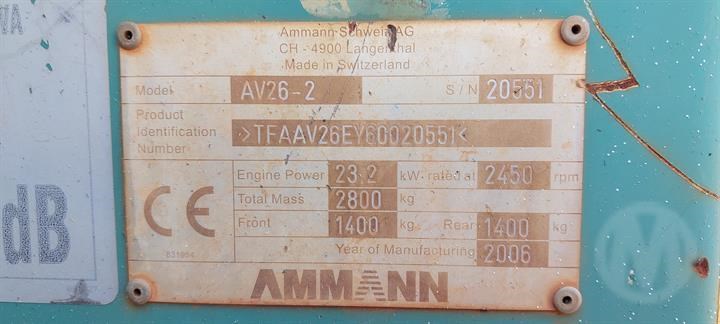 WA
dB
Ammann Schweiz AG
CH - 4900 Langenthal
Made in Switzerland
Model AV26-2 S/N 20551
Product
Identification
Number >TFAAV26EY60020551<
Engine Power 23.2 kW rated at 2450 rpm
Total Mass 2800 kg
Front 1400 kg Rear 1400 kg
Year of Manufacturing 2006
CE
831954
AMMANN
M